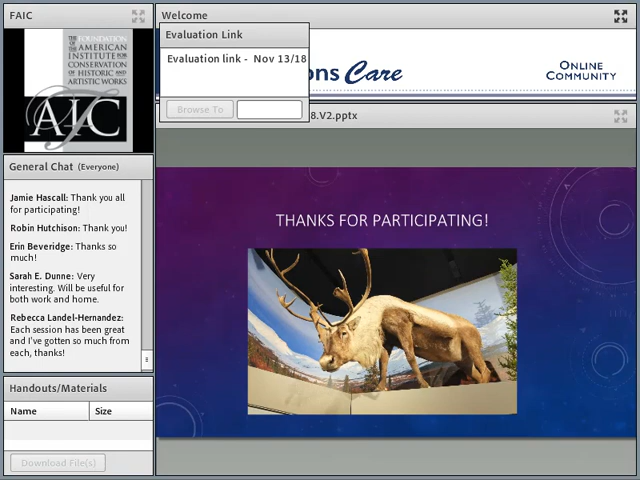 FAIC
THE FOUNDATION
OF THE AMERICAN
INSTITUTE FOR
CONSERVATION
OF HISTORIC AND
ARTISTIC WORKS
AIC
General Chat (Everyone)
Jamie Hascall: Thank you all
for participating!
Robin Hutchison: Thank you!
Erin Beveridge: Thanks so
much!
Sarah E. Dunne: Very
interesting. Will be useful for
both work and home.
Rebecca Landel-Hernandez:
Each session has been great
and I've gotten so much from
each, thanks!
Handouts/Materials
Name Size
Download File(s)
Welcome
Evaluation Link
Evaluation link - Nov 13/18
Browse To
ons Care
ONLINE
COMMUNITY
8.V2.pptx
THANKS FOR PARTICIPATING!